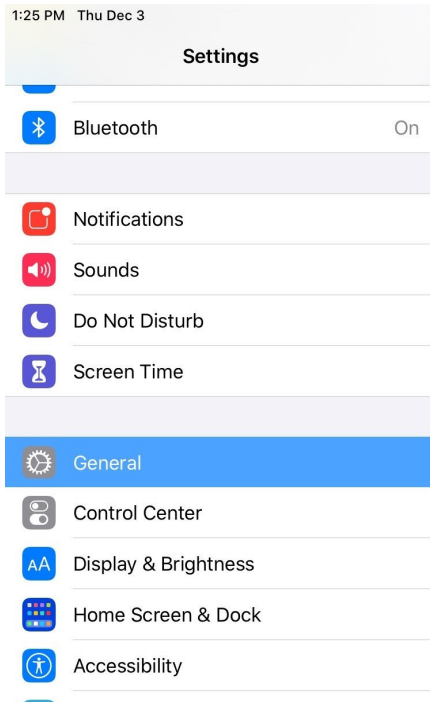 1:25 PM Thu Dec 3
Settings
Bluetooth On
Notifications
Sounds
Do Not Disturb
Screen Time
General
Control Center
AA Display & Brightness
Home Screen & Dock
Accessibility